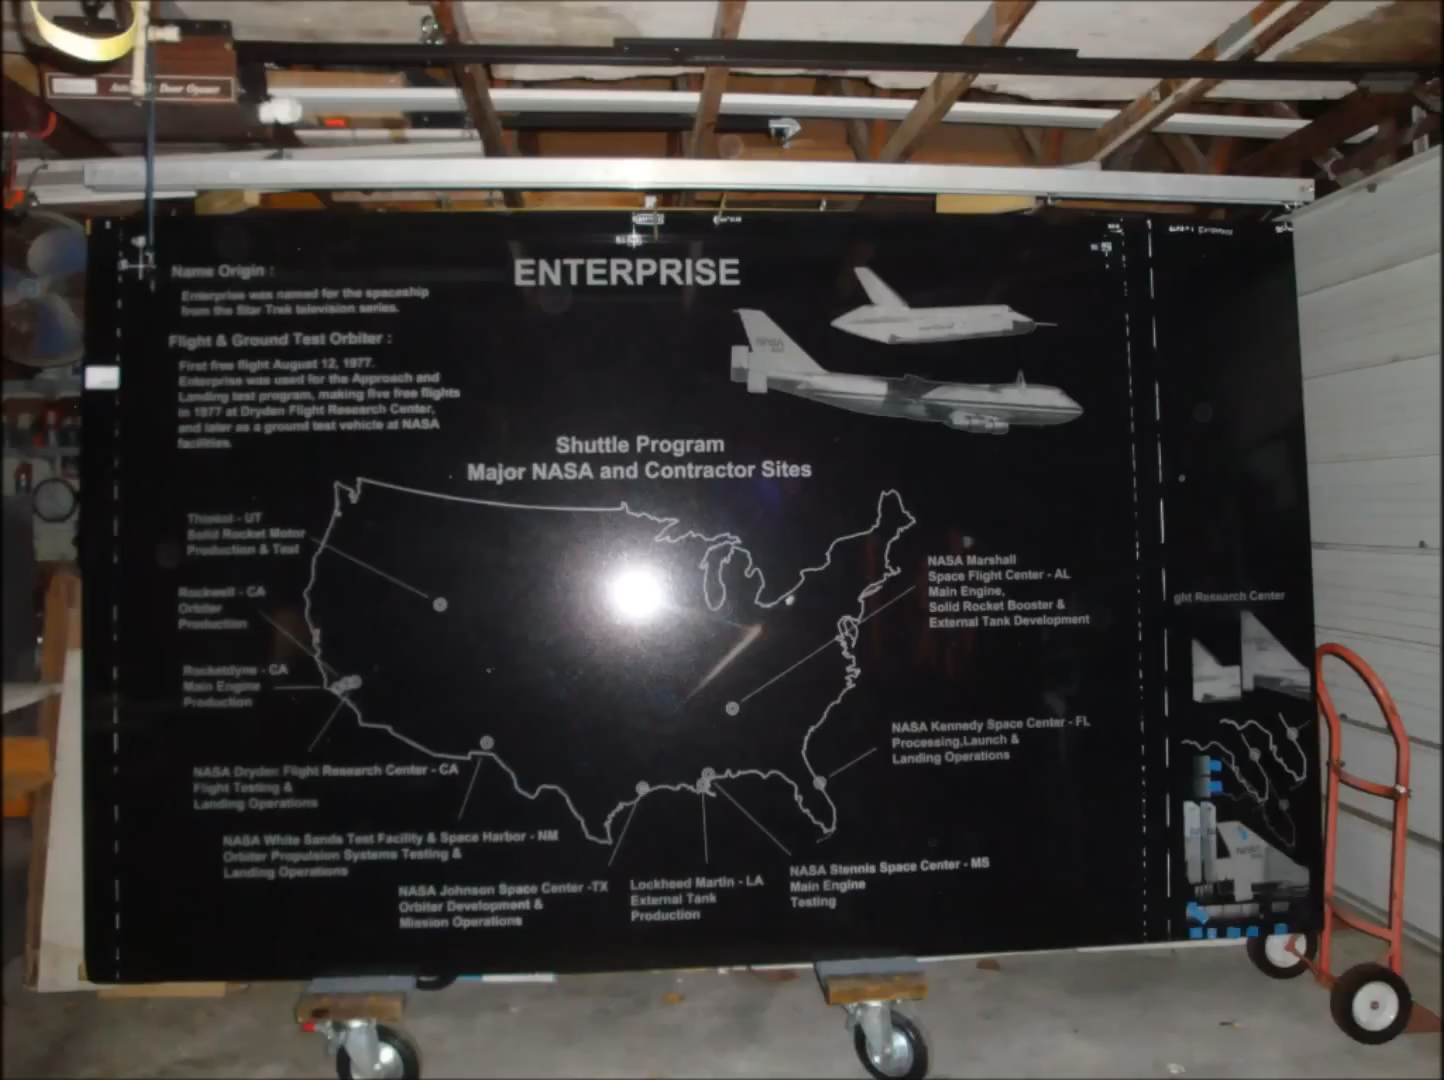 Door Opener
ENTERPRISE
Name Origin :
Enterprise was named for the spaceship
from the Star Trek television series.
Flight & Ground Test Orbiter :
First free flight August 12, 1977.
Enterprise was used for the Approach and
Landing test program, making five free flights
in 1977 at Dryden Flight Research Center,
and later as a ground test vehicle at NASA
facilities.
NASA
Shuttle Program
Major NASA and Contractor Sites
Thiokol - UT
Solid Rocket Motor
Production & Test
Rockwell - CA
Orbiter
Production
Rocketdyne - CA
Main Engine
Production
NASA Dryden Flight Research Center - CA
Flight Testing &
Landing Operations
NASA White Sands Test Facility & Space Harbor - NM
Orbiter Propulsion Systems Testing &
Landing Operations
NASA Johnson Space Center -TX
Orbiter Development &
Mission Operations
Lockheed Martin - LA
External Tank
Production
NASA Stennis Space Center - MS
Main Engine
Testing
NASA Kennedy Space Center - FL
Processing,Launch &
Landing Operations
NASA Marshall
Space Flight Center - AL
Main Engine,
Solid Rocket Booster &
External Tank Development
ght Research Center
NASA